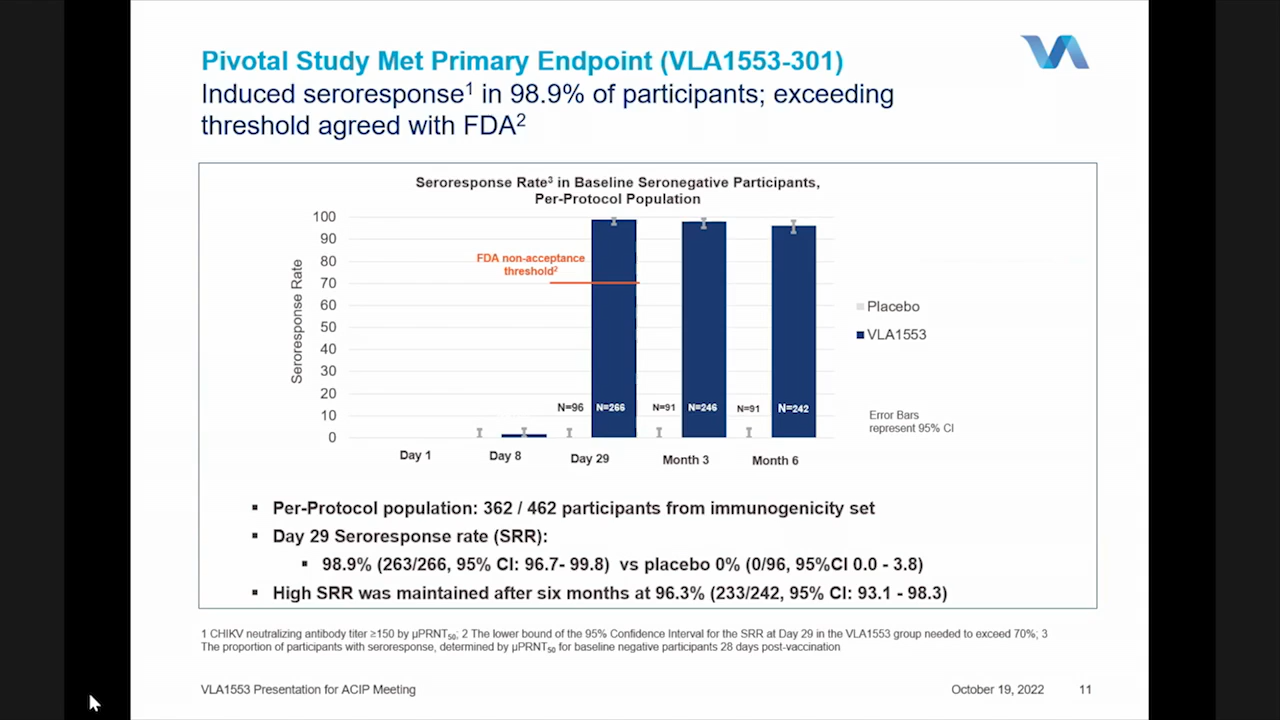 Pivotal Study Met Primary Endpoint (VLA1553-301)
Induced seroresponse¹ in 98.9% of participants; exceeding
threshold agreed with FDA²
Seroresponse Rate³ in Baseline Seronegative Participants,
Per-Protocol Population
Seroresponse Rate
100
90
80
70
60
50
40
30
20
10
0
FDA non-acceptance
threshold²
N=96
N=266
N=91
N=246
N=91
N=242
Day 1
Day 8
Day 29
Month 3
Month 6
Placebo
VLA1553
Error Bars
represent 95% CI
▪ Per-Protocol population: 362 / 462 participants from immunogenicity set
▪ Day 29 Seroresponse rate (SRR):
▪ 98.9% (263/266, 95% CI: 96.7- 99.8) vs placebo 0% (0/96, 95%CI 0.0 - 3.8)
▪ High SRR was maintained after six months at 96.3% (233/242, 95% CI: 93.1 - 98.3)
1 CHIKV neutralizing antibody titer ≥150 by µPRNT₅₀; 2 The lower bound of the 95% Confidence Interval for the SRR at Day 29 in the VLA1553 group needed to exceed 70%; 3
The proportion of participants with seroresponse, determined by µPRNT₅₀ for baseline negative participants 28 days post-vaccination
VLA1553 Presentation for ACIP Meeting
October 19, 2022
11